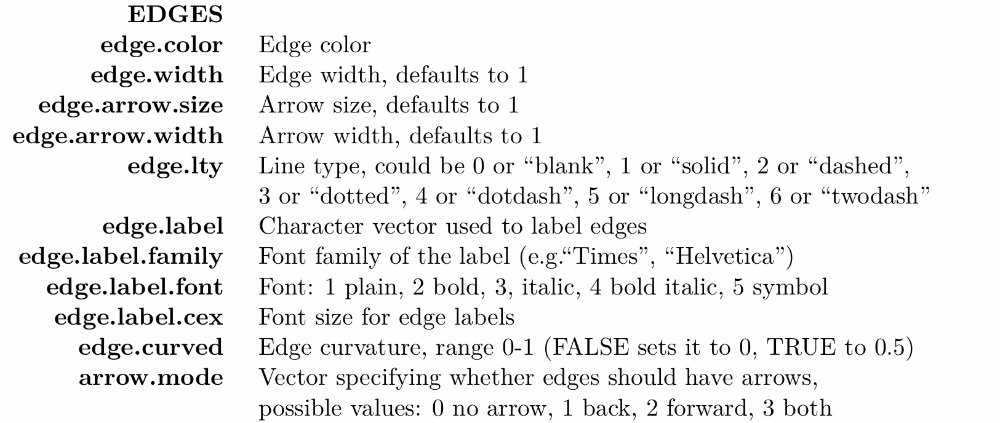 EDGES
edge.color Edge color
edge.width Edge width, defaults to 1
edge.arrow.size Arrow size, defaults to 1
edge.arrow.width Arrow width, defaults to 1
edge.lty Line type, could be 0 or “blank”, 1 or “solid”, 2 or “dashed”,
3 or “dotted”, 4 or “dotdash”, 5 or “longdash”, 6 or “twodash”
edge.label Character vector used to label edges
edge.label.family Font family of the label (e.g.“Times”, “Helvetica”)
edge.label.font Font: 1 plain, 2 bold, 3, italic, 4 bold italic, 5 symbol
edge.label.cex Font size for edge labels
edge.curved Edge curvature, range 0-1 (FALSE sets it to 0, TRUE to 0.5)
arrow.mode Vector specifying whether edges should have arrows,
possible values: 0 no arrow, 1 back, 2 forward, 3 both